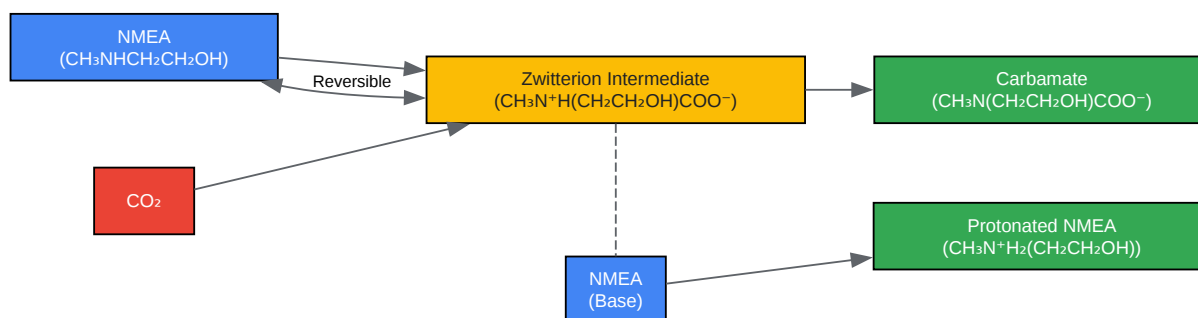 NMEA
(CH₃NHCH₂CH₂OH)
Reversible
Zwitterion Intermediate
(CH₃N⁺H(CH₂CH₂OH)COO⁻)
Carbamate
(CH₃N(CH₂CH₂OH)COO⁻)
CO₂
NMEA
(Base)
Protonated NMEA
(CH₃N⁺H₂(CH₂CH₂OH))